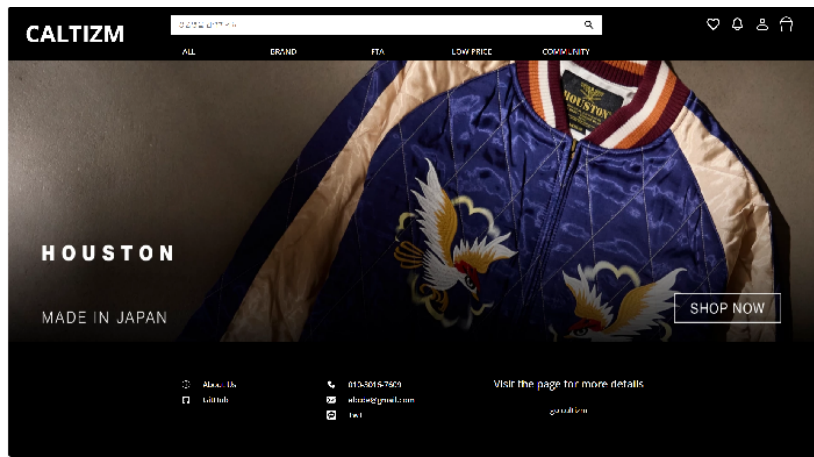 CALTIZM
ALL BRAND FTA LOW PRICE COMMUNITY
HOUSTON
HOUSTON
MADE IN JAPAN
SHOP NOW
About Us
GitHub
Visit the page for more details